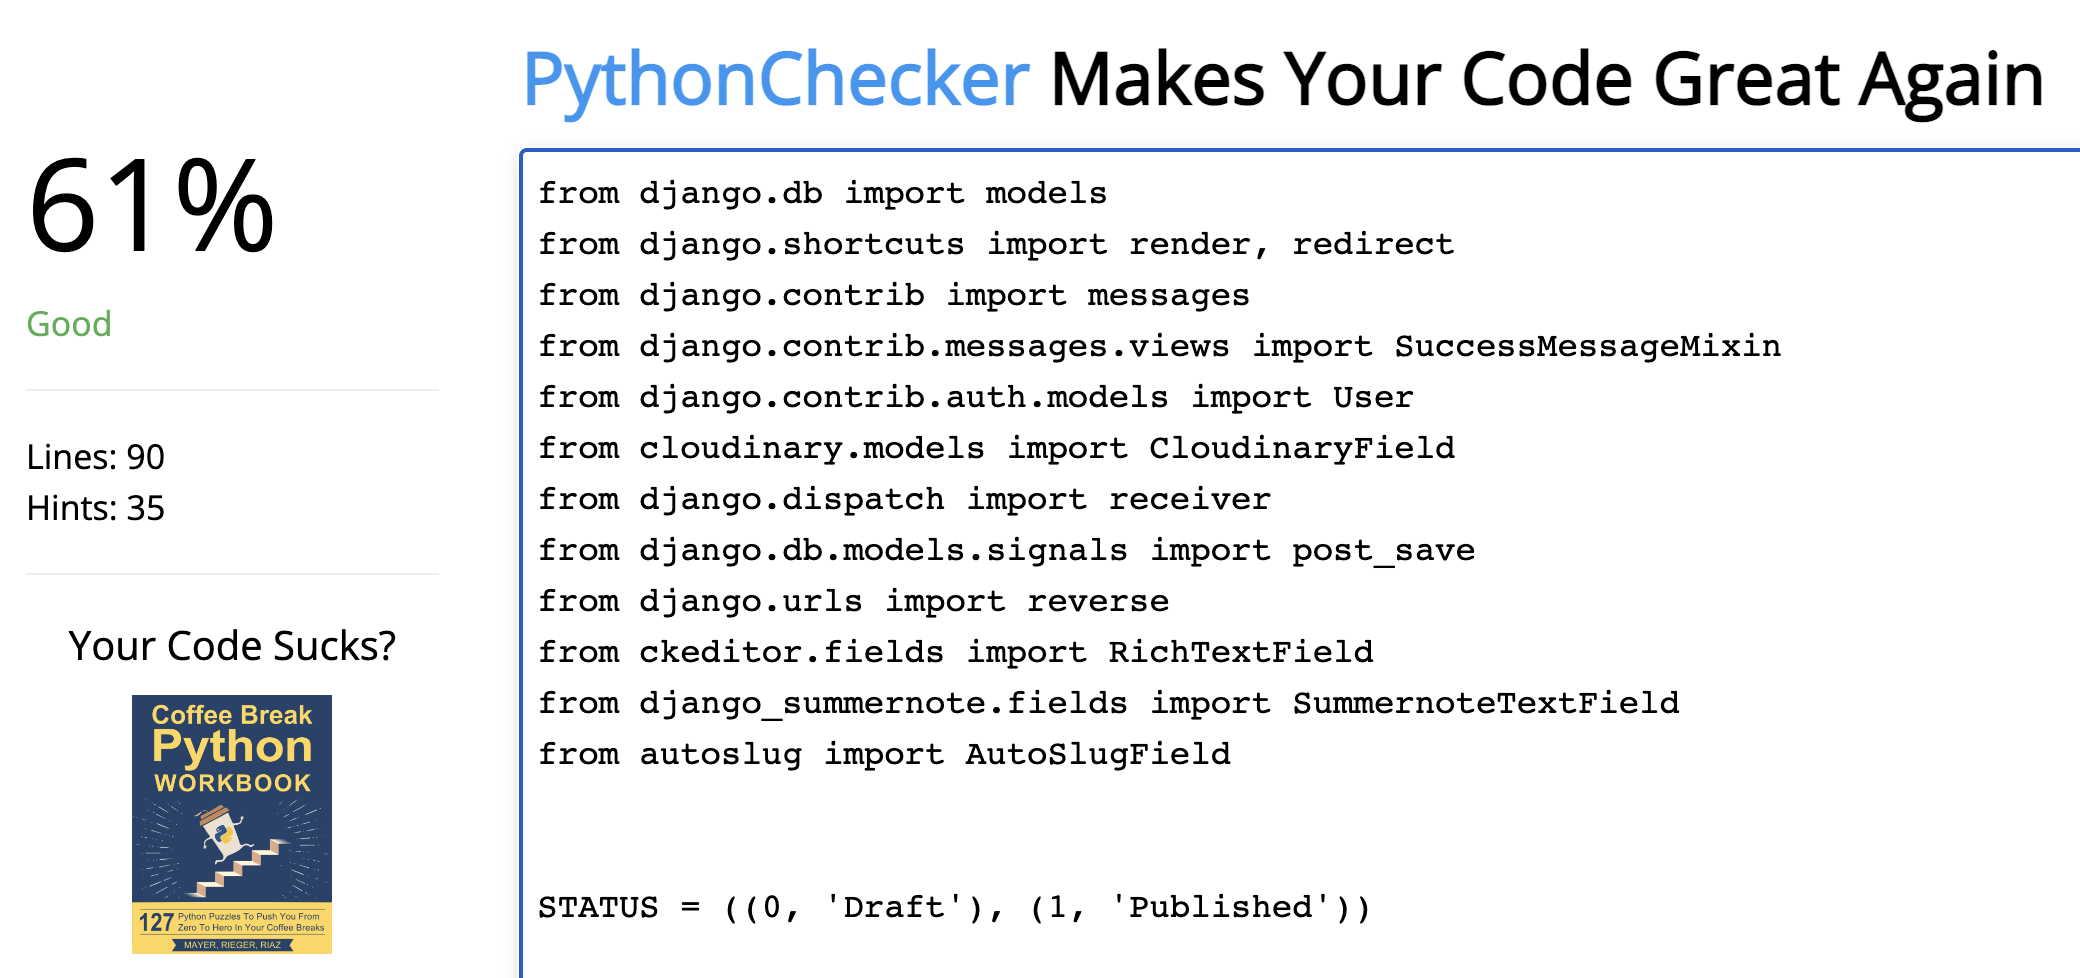 PythonChecker Makes Your Code Great Again
61%
Good
Lines: 90
Hints: 35
Your Code Sucks?
Coffee Break
Python
WORKBOOK
127 Python Puzzles To Push You From
Zero To Hero In Your Coffee Breaks
MAYER, RIEGER, RIAZ
from django.db import models
from django.shortcuts import render, redirect
from django.contrib import messages
from django.contrib.messages.views import SuccessMessageMixin
from django.contrib.auth.models import User
from cloudinary.models import CloudinaryField
from django.dispatch import receiver
from django.db.models.signals import post_save
from django.urls import reverse
from ckeditor.fields import RichTextField
from django_summernote.fields import SummernoteTextField
from autoslug import AutoSlugField
STATUS = ((0, 'Draft'), (1, 'Published'))